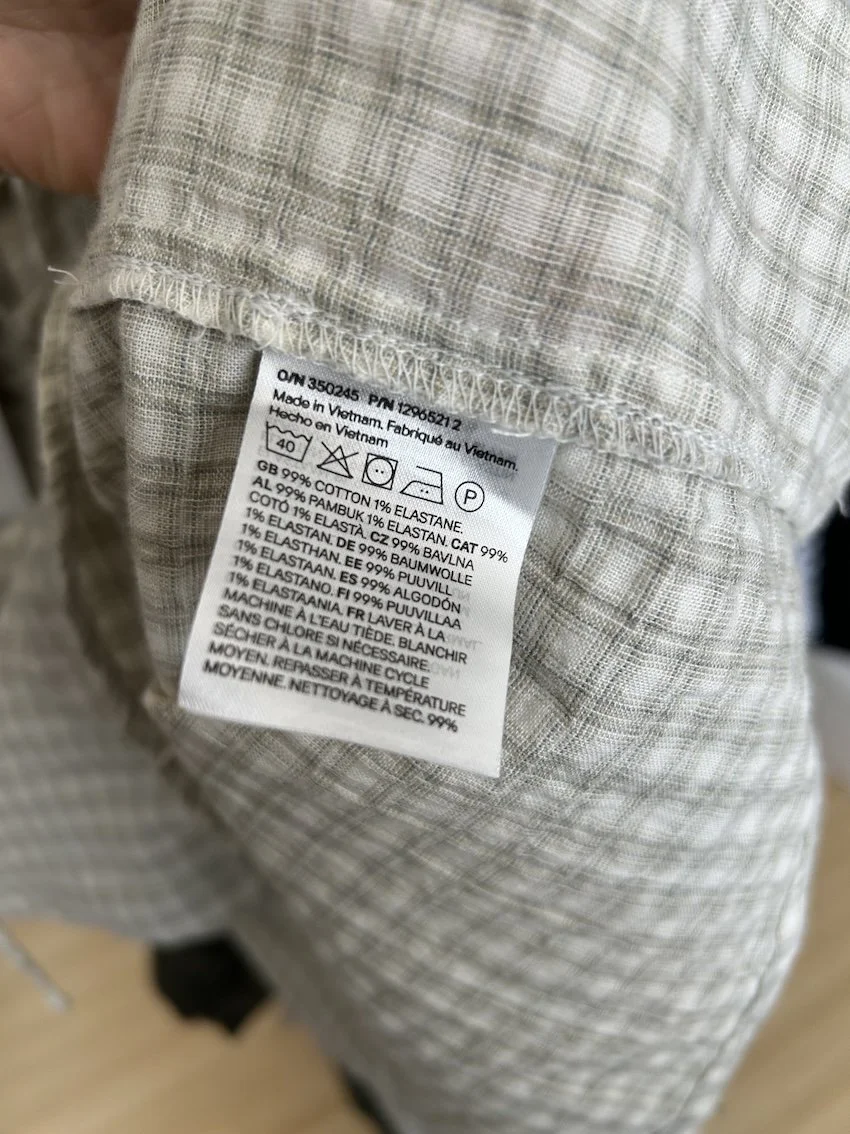 O/N 350245 P/N 1296521 2
Made in Vietnam. Fabriqué au Vietnam.
Hecho en Vietnam
40 P
GB 99% COTTON 1% ELASTANE.
AL 99% PAMBUK 1% ELASTAN. CAT 99%
COTÓ 1% ELASTÀ. CZ 99% BAVLNA
1% ELASTAN. DE 99% BAUMWOLLE
1% ELASTHAN. EE 99% PUUVILL
1% ELASTAAN. ES 99% ALGODÓN
1% ELASTANO. FI 99% PUUVILLAA
1% ELASTAANIA. FR LAVER À LA
MACHINE À L'EAU TIÈDE. BLANCHIR
SANS CHLORE SI NÉCESSAIRE.
SÉCHER À LA MACHINE CYCLE
MOYEN. REPASSER À TEMPÉRATURE
MOYENNE. NETTOYAGE À SEC. 99%